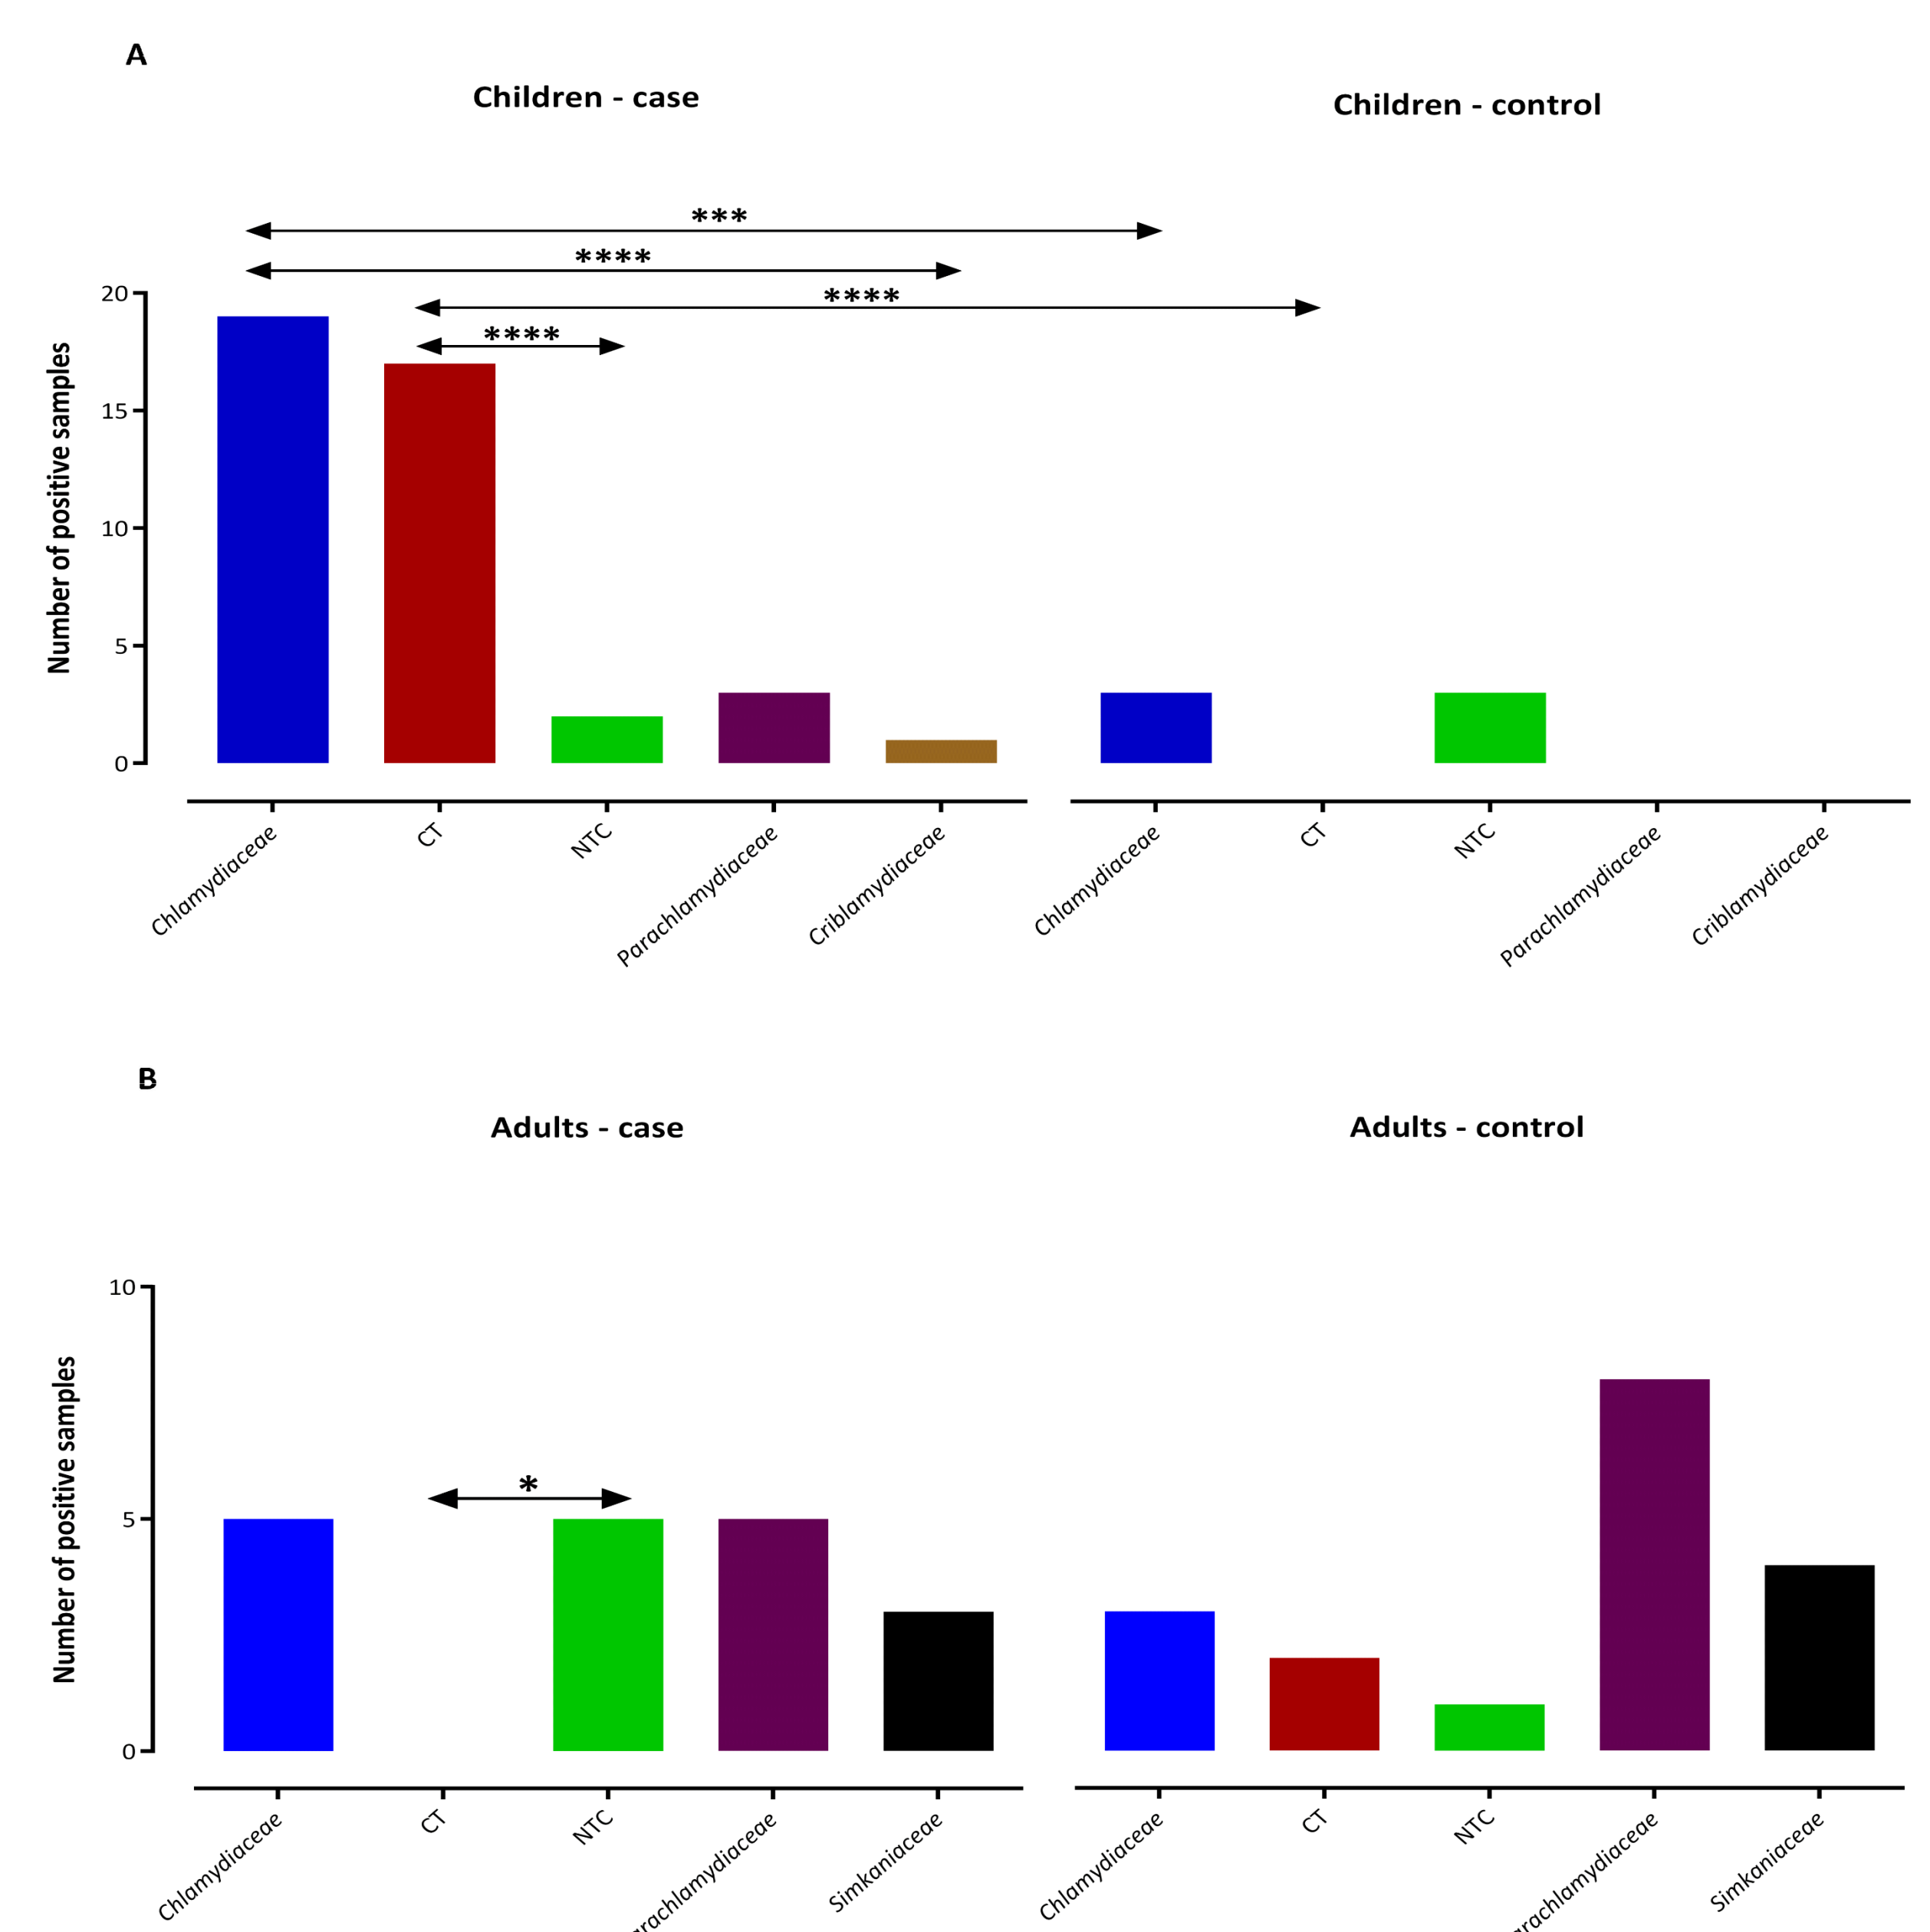 A
Children - case
Children - control
***
****
****
****
20
15
10
5
0
Number of positive samples
Chlamydiaceae
CT
NTC
Parachlamydiaceae
Criblamydiaceae
Chlamydiaceae
CT
NTC
Parachlamydiaceae
Criblamydiaceae
B
Adults - case
Adults - control
*
10
5
0
Number of positive samples
Chlamydiaceae
CT
NTC
arachlamydiaceae
Simkaniaceae
Chlamydiaceae
CT
NTC
arachlamydiaceae
Simkaniaceae